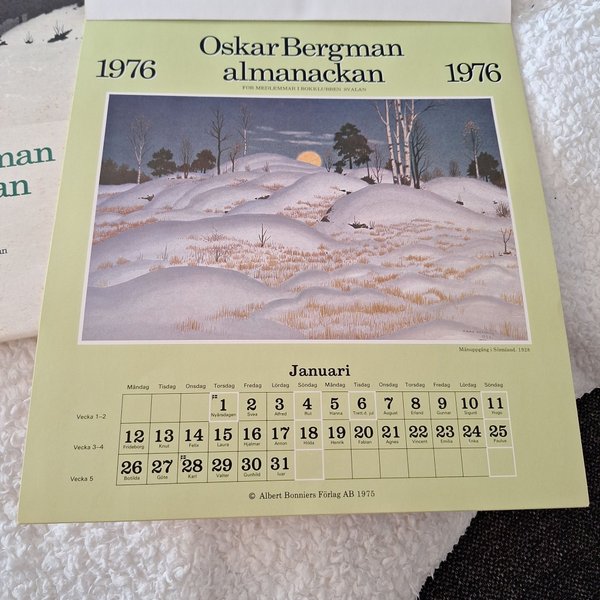 1976 Oskar Bergman almanackan 1976
FÖR MEDLEMMAR I BOKKLUBBEN SVALAN
man
an
Månuppgång i Sörmland. 1928
Januari
Måndag Tisdag Onsdag Torsdag Fredag Lördag Söndag Måndag Tisdag Onsdag Torsdag Fredag Lördag Söndag
Vecka 1–2 1 2 3 4 5 6 7 8 9 10 11
Nyårsdagen Svea Alfred Rut Hanna Trett.d. jul August Erland Gunnar Sigurd Hugo
Vecka 3–4 12 13 14 15 16 17 18 19 20 21 22 23 24 25
Frideborg Knut Felix Laura Hjalmar Anton Hilda Henrik Fabian Agnes Vincent Emilia Erika Paulus
Vecka 5 26 27 28 29 30 31
Botilda Göte Karl Valter Gunhild Ivar
© Albert Bonniers Förlag AB 1975